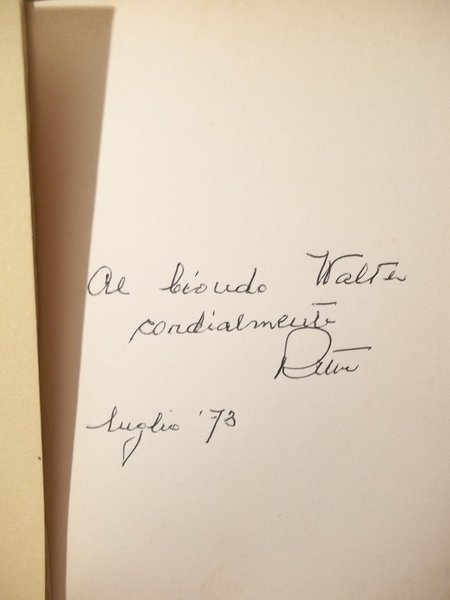 Al biondo Walter
cordialmente
luglio '73